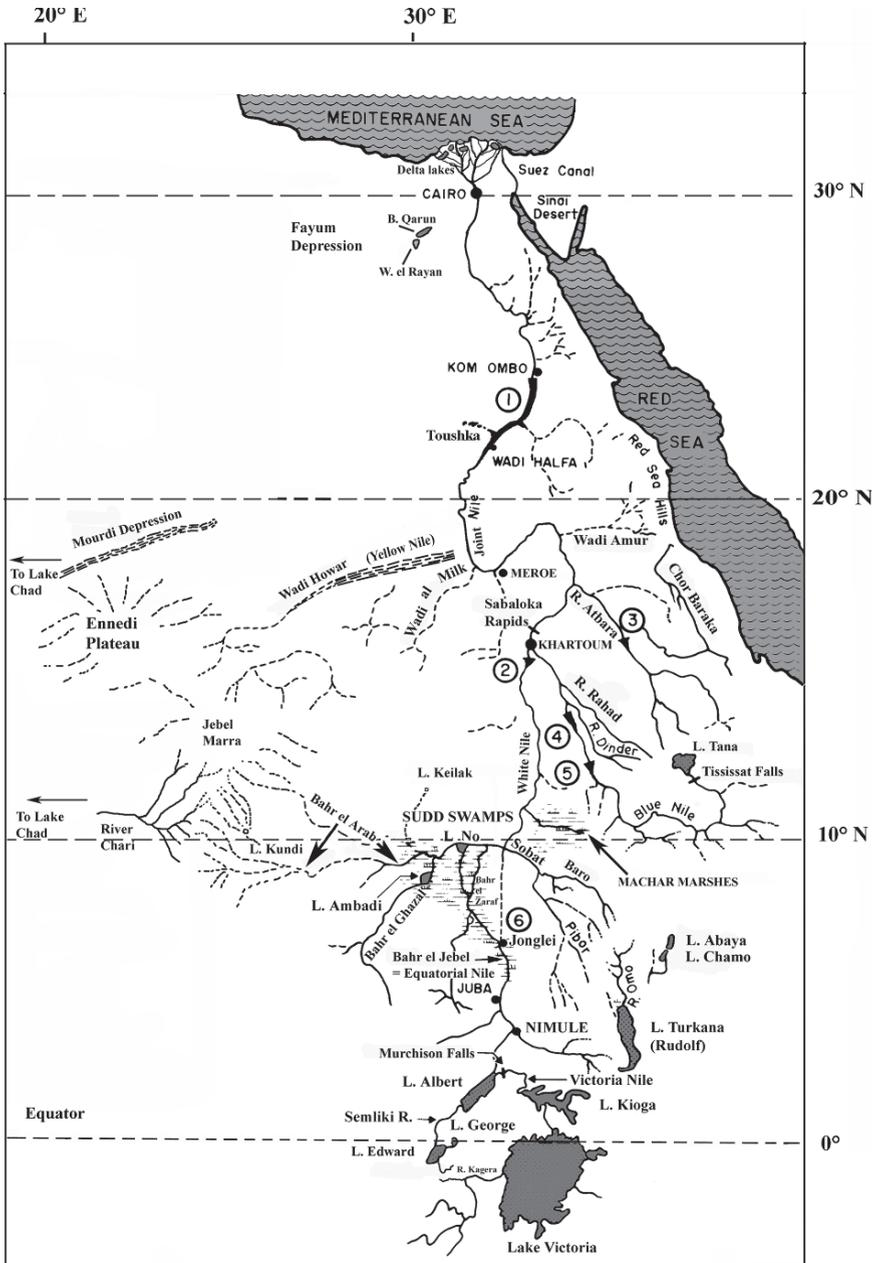 20° E
30° E
MEDITERRANEAN SEA
Delta lakes
Suez Canal
CAIRO
30° N
Sinai
Desert
B. Qarun
Fayum
Depression
W. el Rayan
KOM OMBO
1
RED
SEA
Toushka
WADI HALFA
Red Sea Hills
20° N
Joint Nile
Mourdi Depression
Wadi Amur
(Yellow Nile)
Wadi Howar
To Lake
Chad
Wadi al Milk
MEROE
Chor Baraka
Sabaloka
Rapids
R. Atbara
3
Ennedi
Plateau
KHARTOUM
2
R. Rahad
Jebel
Marra
4
R. Dinder
L. Tana
White Nile
5
Tississat Falls
L. Keilak
To Lake
Chad
River
Chari
Bahr el Arab
SUDD SWAMPS
Blue Nile
L. No
10° N
L. Kundi
Sobat
Baro
MACHAR MARSHES
L. Ambadi
Bahr
el
Zaraf
Bahr el Ghazal
6
Pibor
Jonglei
L. Abaya
L. Chamo
Bahr el Jebel
= Equatorial Nile
R. Omo
JUBA
NIMULE
L. Turkana
(Rudolf)
Murchison Falls
L. Albert
Victoria Nile
L. Kioga
Equator
Semliki R.
L. George
0°
L. Edward
R. Kagera
Lake Victoria